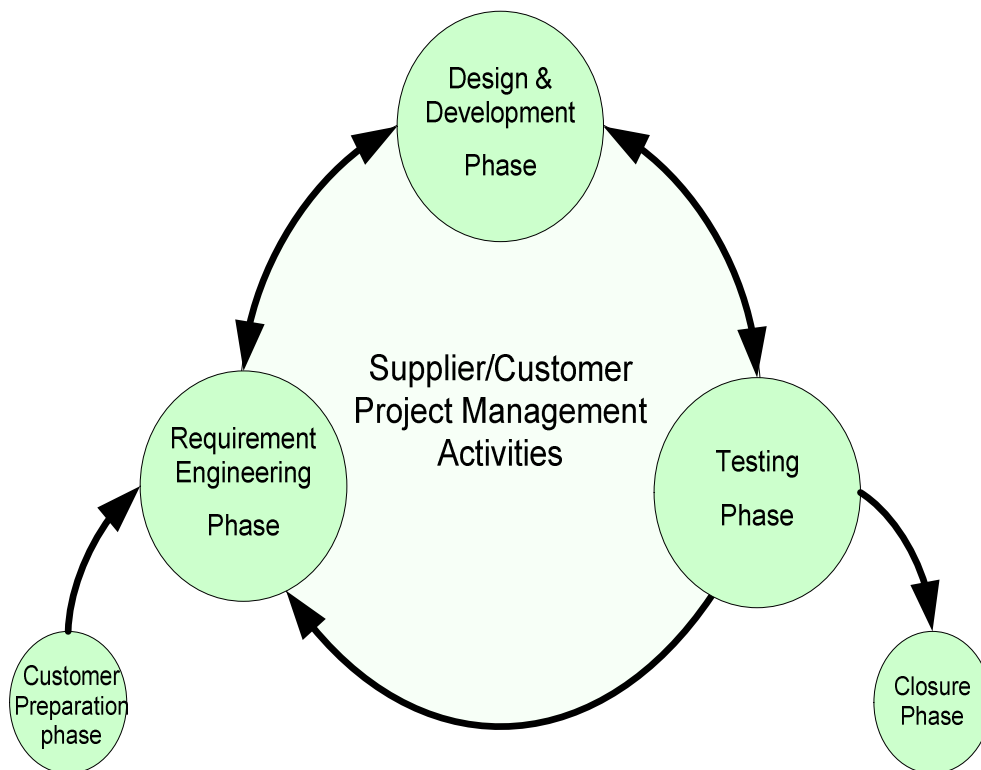 Design &
Development
Phase
Supplier/Customer
Project Management
Activities
Requirement
Engineering
Phase
Testing
Phase
Customer
Preparation
phase
Closure
Phase